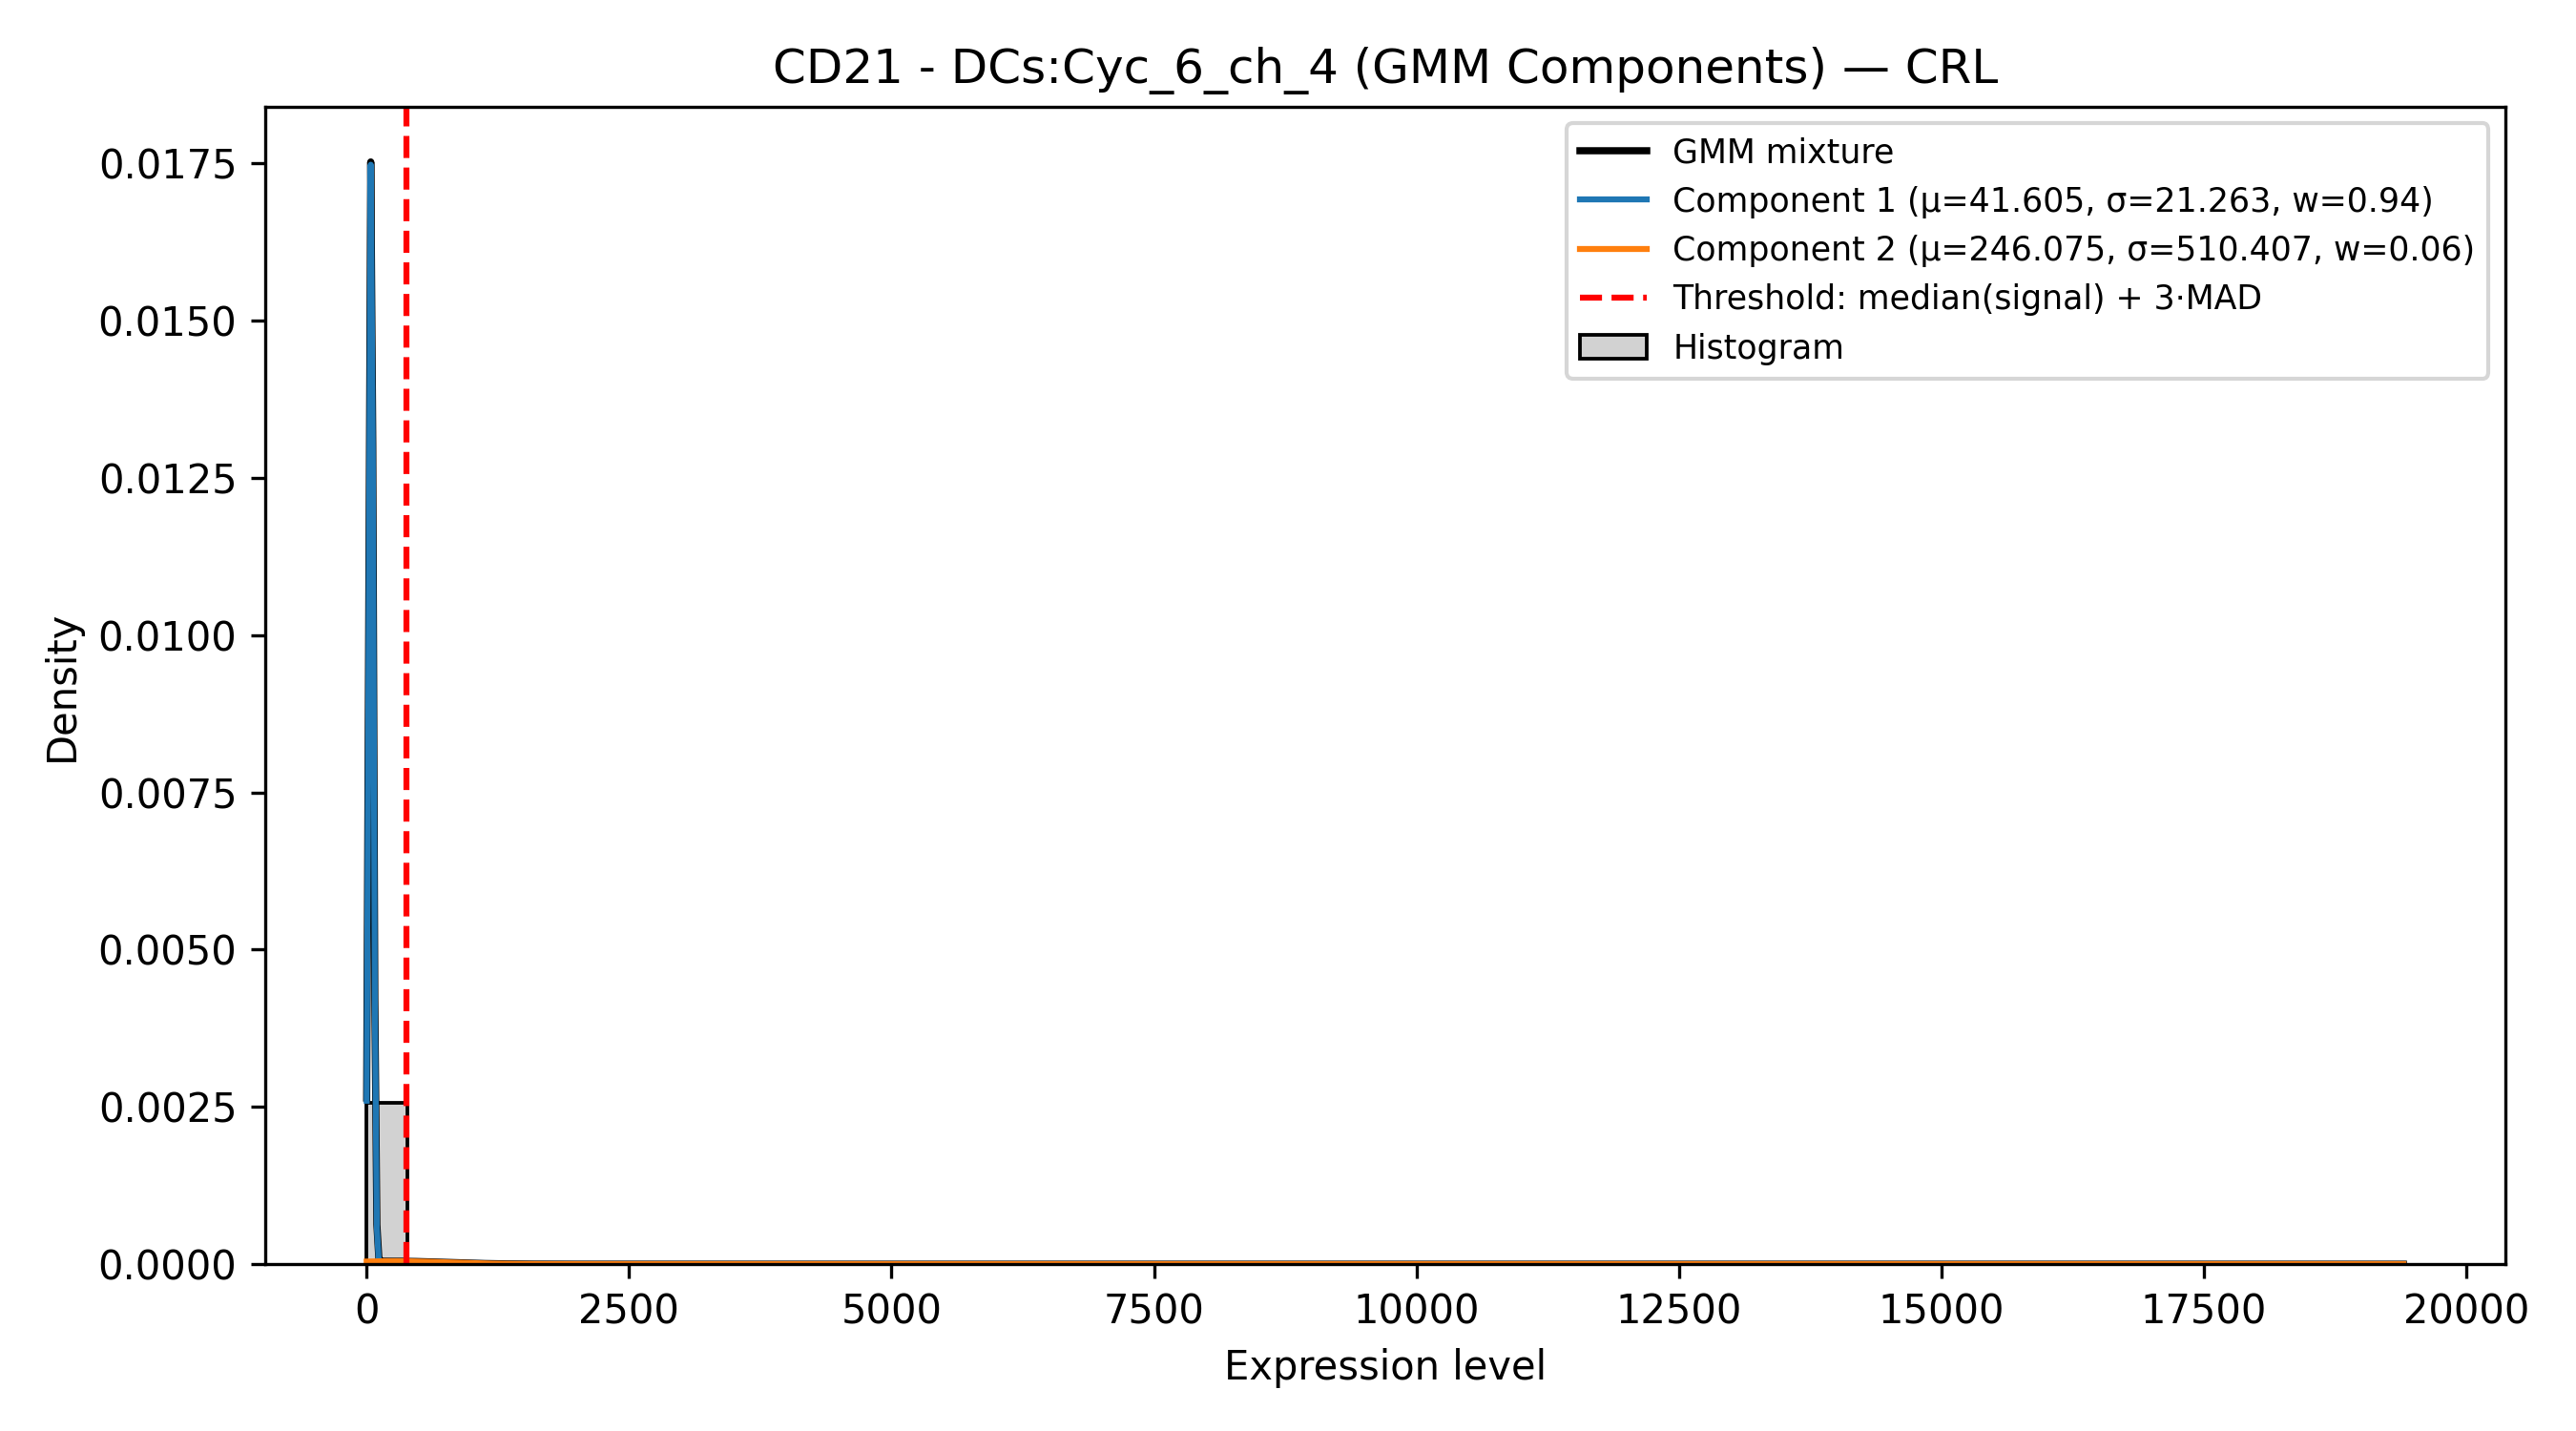 CD21 - DCs:Cyc_6_ch_4 (GMM Components) — CRL
GMM mixture
Component 1 (μ=41.605, σ=21.263, w=0.94)
Component 2 (μ=246.075, σ=510.407, w=0.06)
Threshold: median(signal) + 3·MAD
Histogram
Density
0.0175
0.0150
0.0125
0.0100
0.0075
0.0050
0.0025
0.0000
0 2500 5000 7500 10000 12500 15000 17500 20000
Expression level